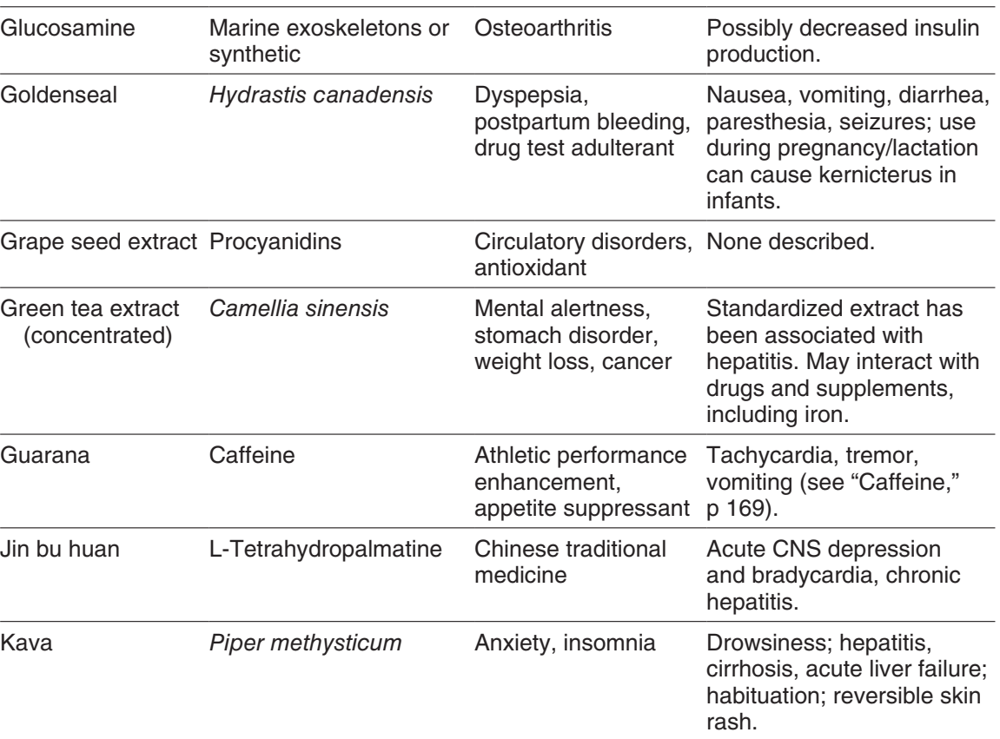 Glucosamine Marine exoskeletons or Osteoarthritis Possibly decreased insulin
synthetic production.
Goldenseal Hydrastis canadensis Dyspepsia, Nausea, vomiting, diarrhea,
postpartum bleeding, paresthesia, seizures; use
drug test adulterant during pregnancy/lactation
can cause kernicterus in
infants.
Grape seed extract Procyanidins Circulatory disorders, None described.
antioxidant
Green tea extract Camellia sinensis Mental alertness, Standardized extract has
(concentrated) stomach disorder, been associated with
weight loss, cancer hepatitis. May interact with
drugs and supplements,
including iron.
Guarana Caffeine Athletic performance Tachycardia, tremor,
enhancement, vomiting (see “Caffeine,”
appetite suppressant p 169).
Jin bu huan L-Tetrahydropalmatine Chinese traditional Acute CNS depression
medicine and bradycardia, chronic
hepatitis.
Kava Piper methysticum Anxiety, insomnia Drowsiness; hepatitis,
cirrhosis, acute liver failure;
habituation; reversible skin
rash.